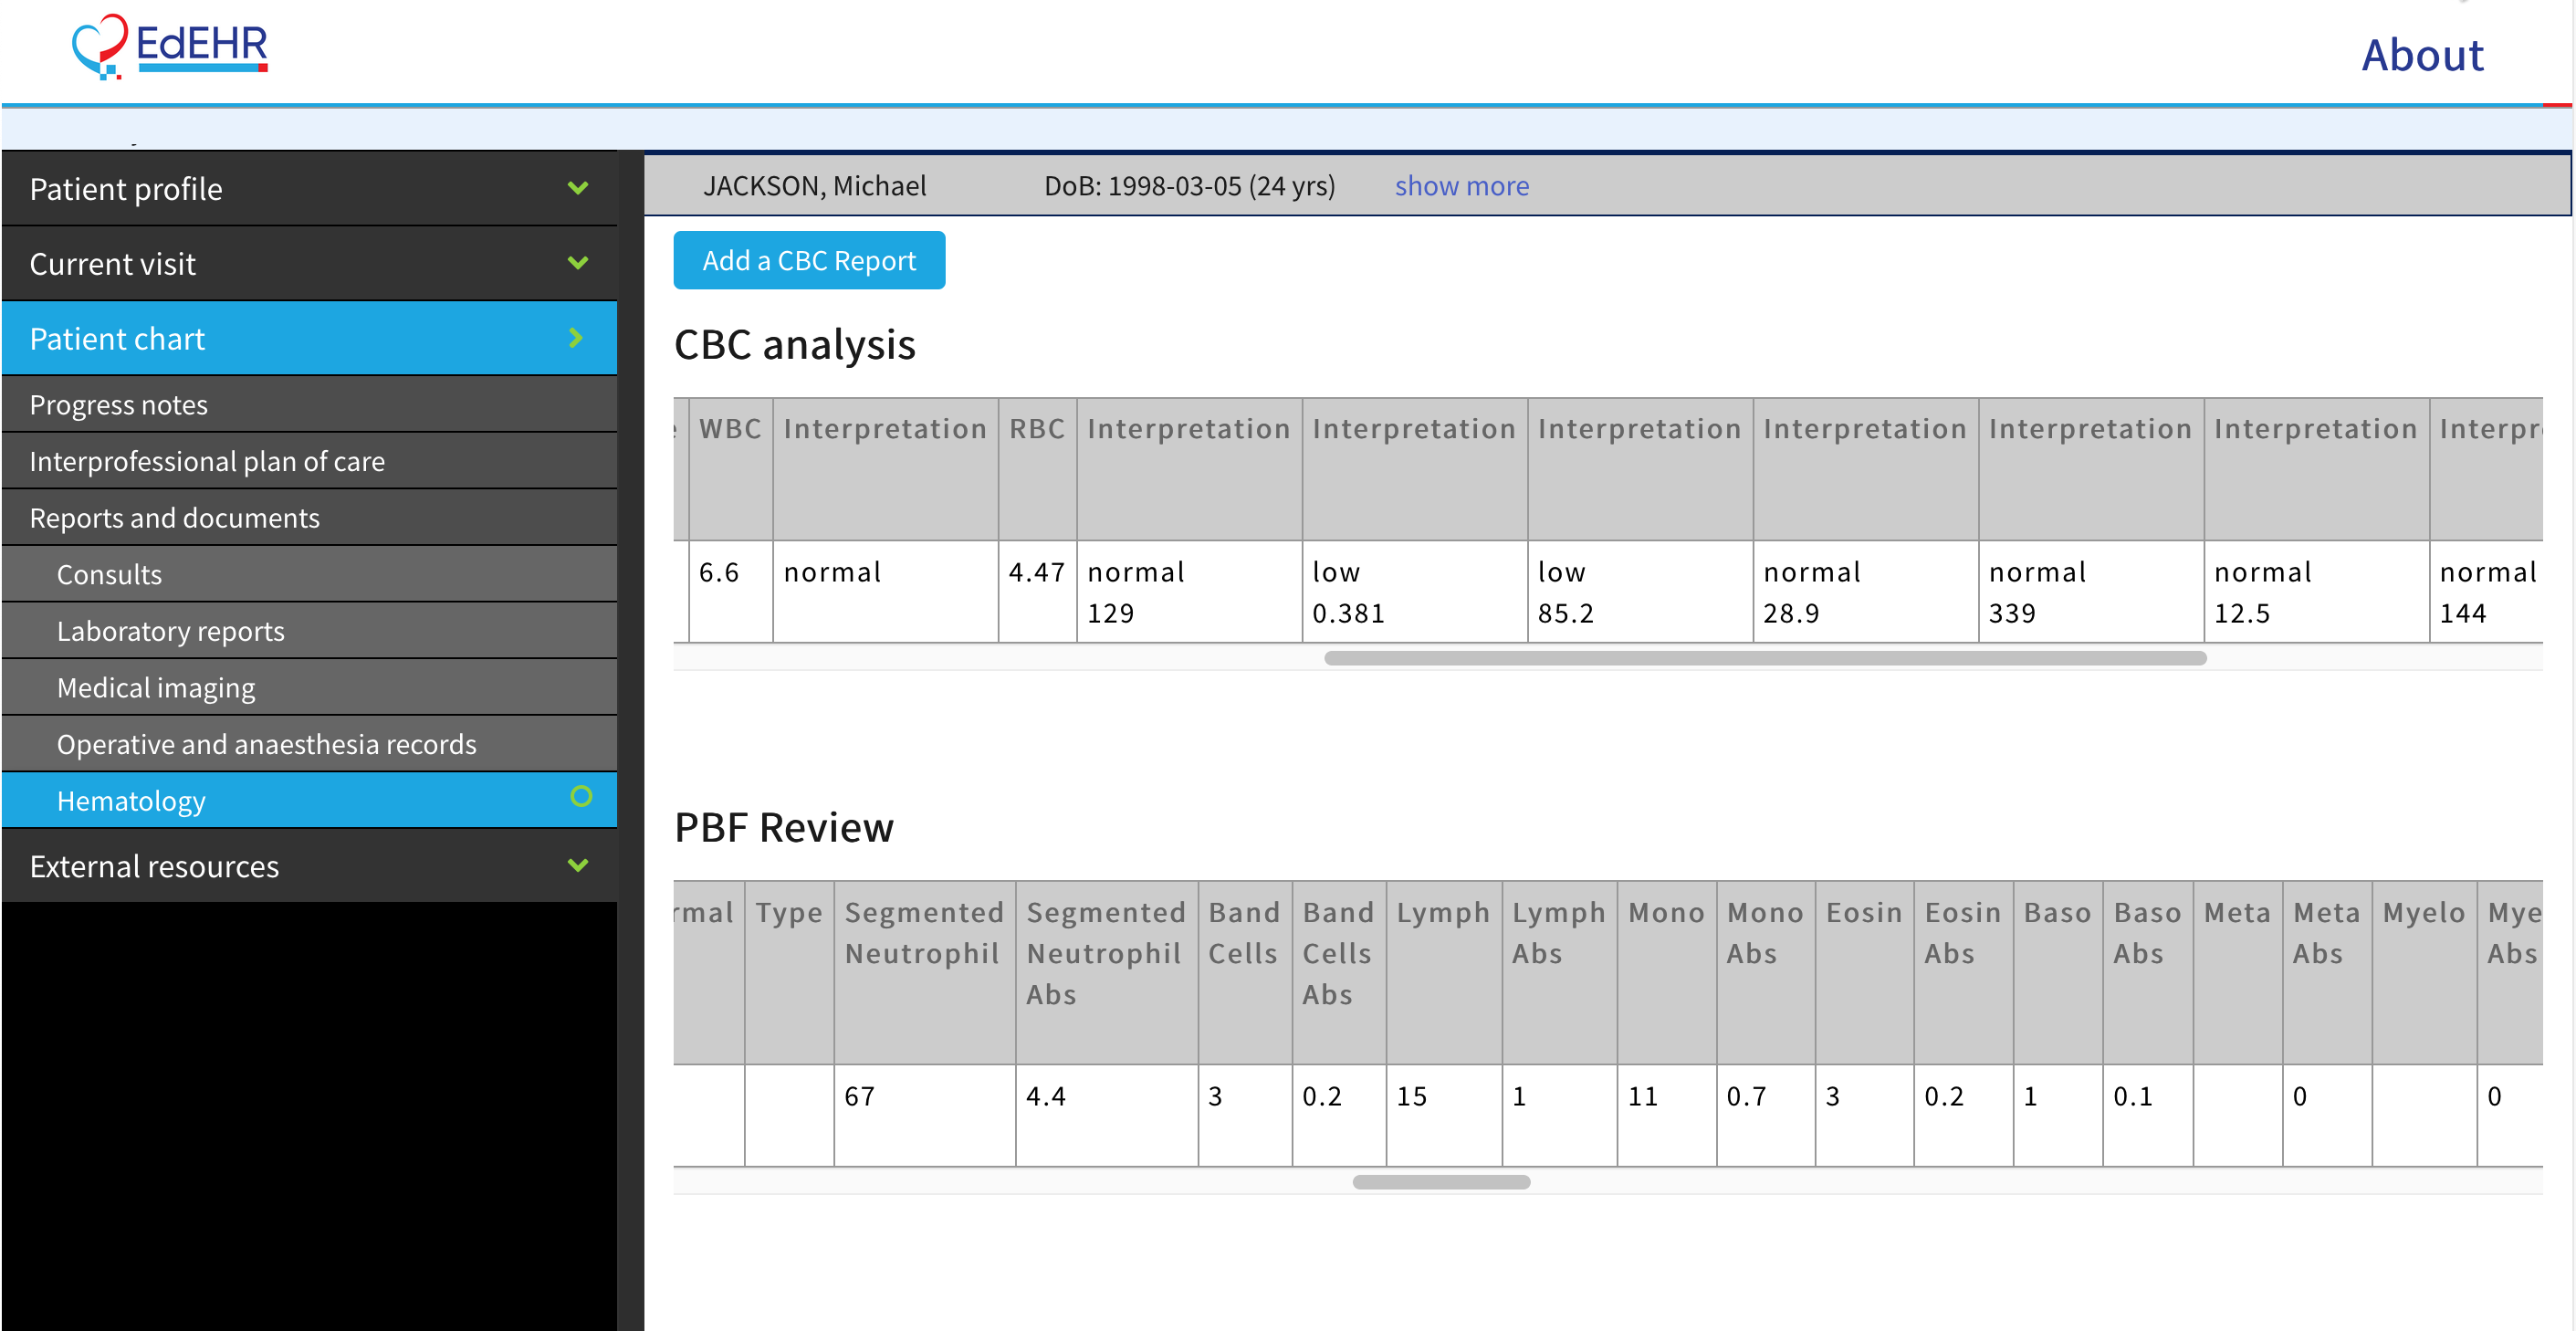 EdEHR
About
Patient profile
Current visit
Patient chart
Progress notes
Interprofessional plan of care
Reports and documents
Consults
Laboratory reports
Medical imaging
Operative and anaesthesia records
Hematology
External resources
JACKSON, Michael DoB: 1998-03-05 (24 yrs) show more
Add a CBC Report
CBC analysis
WBC Interpretation RBC Interpretation Interpretation Interpretation Interpretation Interpretation Interpretation Interpr
6.6 normal 4.47 normal low low normal normal normal normal
129 0.381 85.2 28.9 339 12.5 144
PBF Review
rmal Type Segmented Segmented Band Band Lymph Lymph Mono Mono Eosin Eosin Baso Baso Meta Meta Myelo Mye
Neutrophil Neutrophil Cells Cells Abs Abs Abs Abs Abs Abs
Abs Abs
67 4.4 3 0.2 15 1 11 0.7 3 0.2 1 0.1 0 0